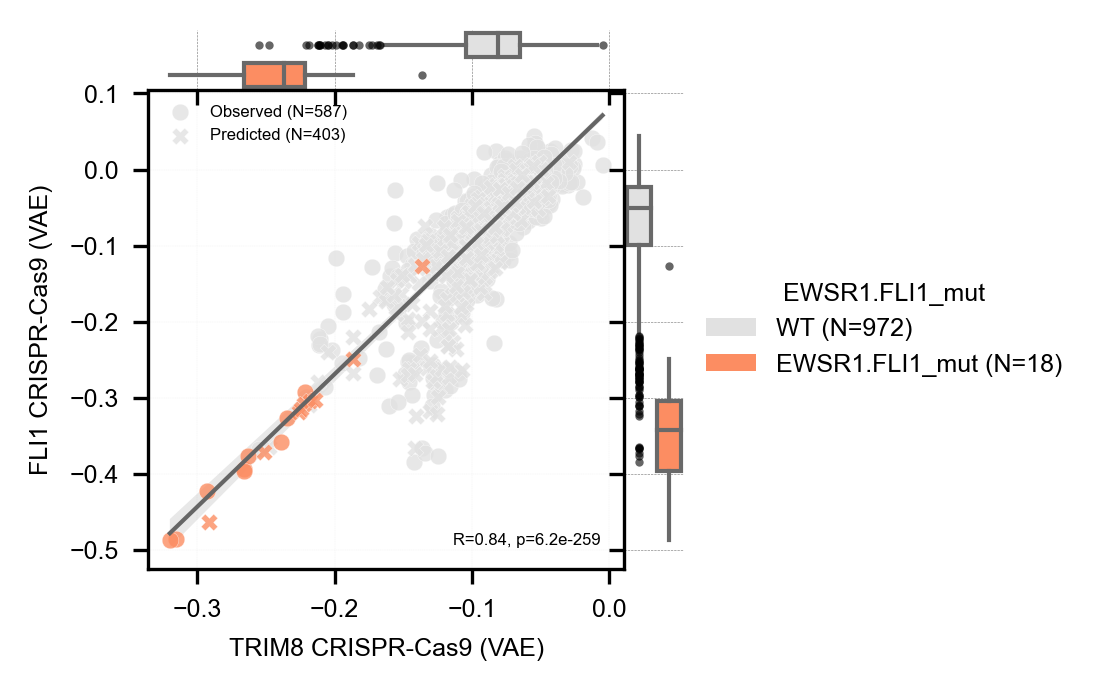 0.1
0.0
−0.1
−0.2
−0.3
−0.4
−0.5
FLI1 CRISPR-Cas9 (VAE)
Observed (N=587)
Predicted (N=403)
R=0.84, p=6.2e-259
−0.3
−0.2
−0.1
0.0
TRIM8 CRISPR-Cas9 (VAE)
EWSR1.FLI1_mut
WT (N=972)
EWSR1.FLI1_mut (N=18)